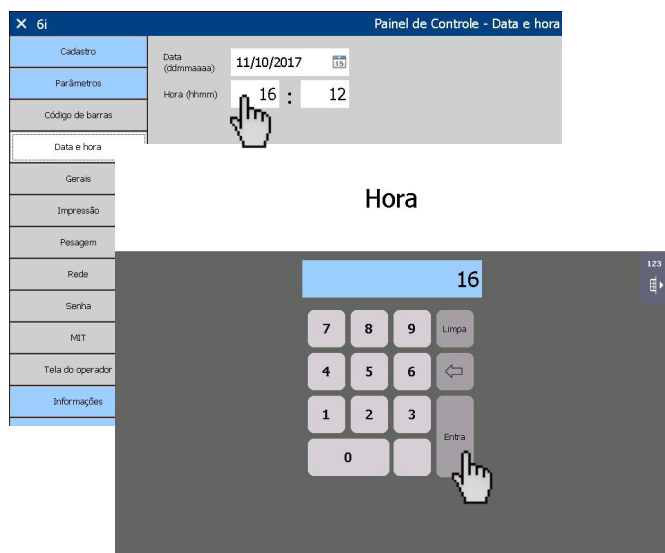 6i
Painel de Controle - Data e hora
Cadastro
Parâmetros
Código de barras
Data e hora
Gerais
Impressão
Pesagem
Rede
Senha
MIT
Tela do operador
Informações
Data
(ddmmaaaa)
11/10/2017
15
Hora (hhmm)
16 : 12
Hora
16
123
7 8 9 Limpa
4 5 6
1 2 3
Entra
0